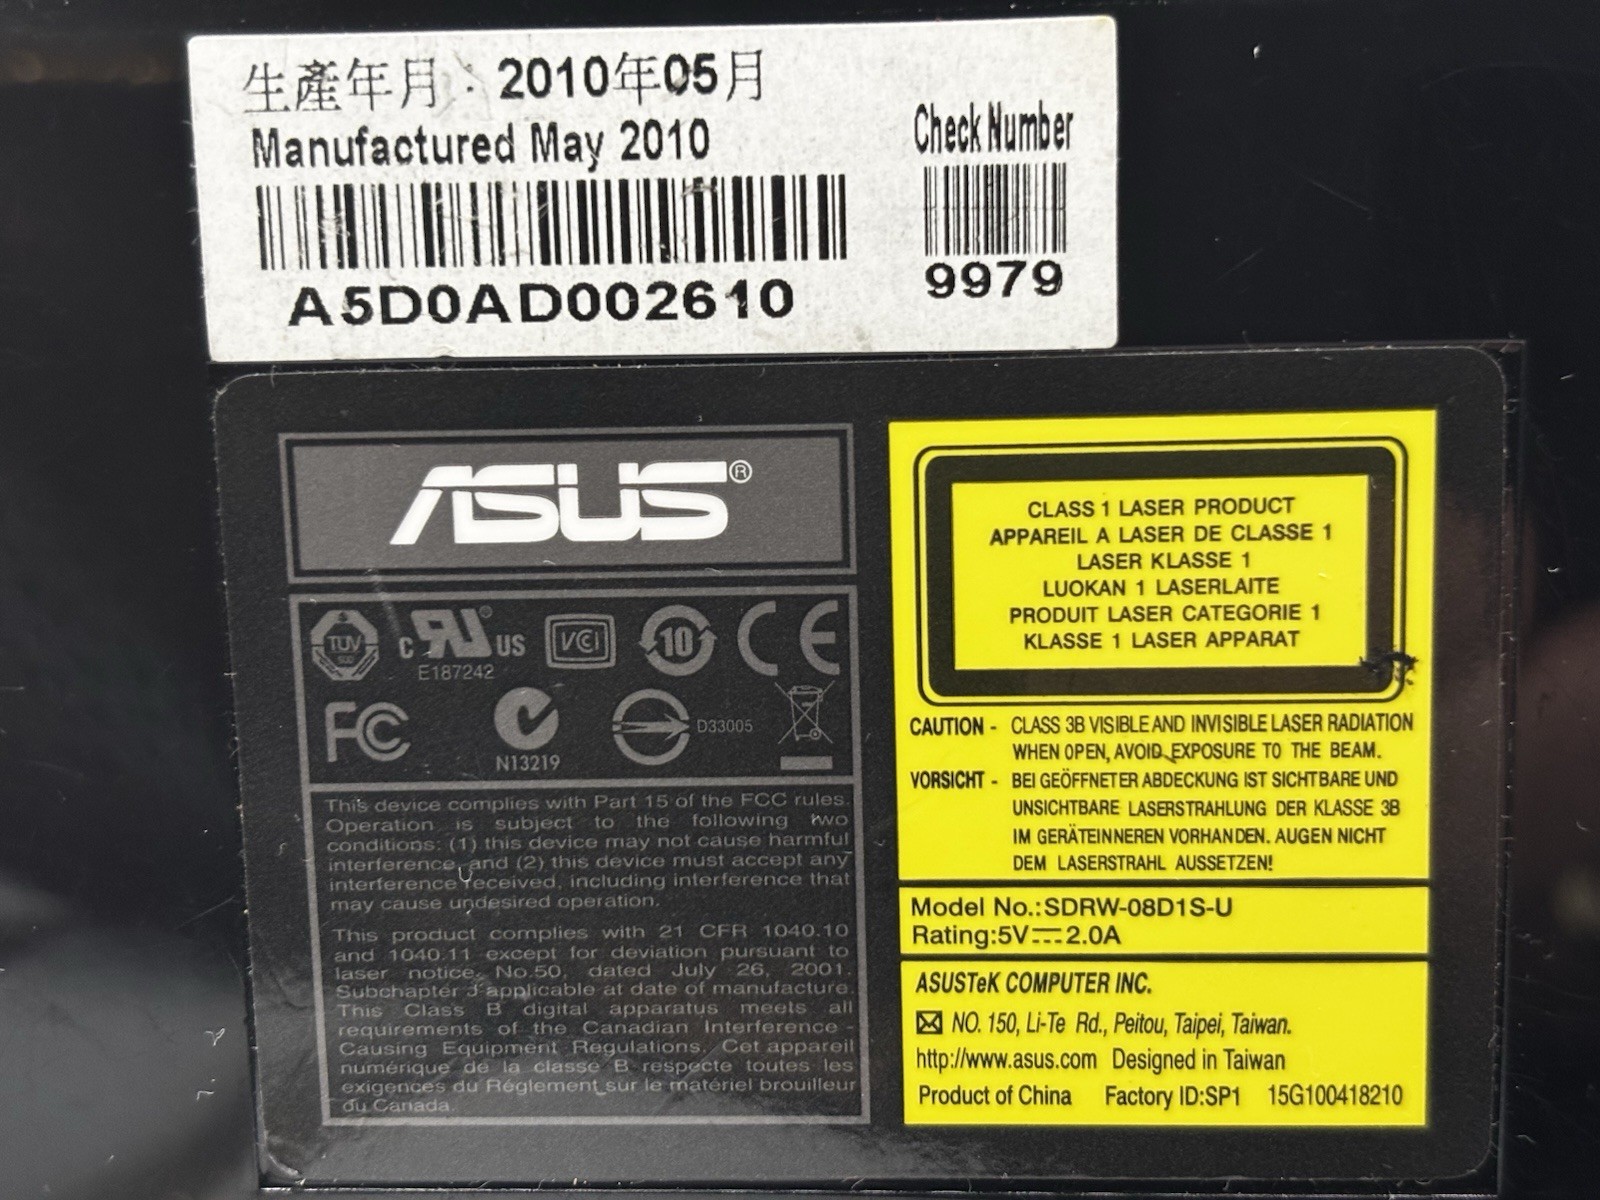 生產年月：2010年05月
Manufactured May 2010
A5D0AD002610
Check Number
9979
ASUS®
TÜV
SÜD
c RU® US
E187242
VCI
10
CE
FC
N13219
D33005
This device complies with Part 15 of the FCC rules.
Operation is subject to the following two
conditions: (1) this device may not cause harmful
interference, and (2) this device must accept any
interference received, including interference that
may cause undesired operation.
This product complies with 21 CFR 1040.10
and 1040.11 except for deviation pursuant to
laser notice No.50, dated July 26, 2001.
Subchapter J applicable at date of manufacture.
This Class B digital apparatus meets all
requirements of the Canadian Interference-
Causing Equipment Regulations. Cet appareil
numérique de la classe B respecte toutes les
exigences du Réglement sur le matériel brouilleur
du Canada.
CLASS 1 LASER PRODUCT
APPAREIL A LASER DE CLASSE 1
LASER KLASSE 1
LUOKAN 1 LASERLAITE
PRODUIT LASER CATEGORIE 1
KLASSE 1 LASER APPARAT
CAUTION - CLASS 3B VISIBLE AND INVISIBLE LASER RADIATION
WHEN OPEN, AVOID EXPOSURE TO THE BEAM.
VORSICHT - BEI GEÖFFNETER ABDECKUNG IST SICHTBARE UND
UNSICHTBARE LASERSTRAHLUNG DER KLASSE 3B
IM GERÄTEINNEREN VORHANDEN. AUGEN NICHT
DEM LASERSTRAHL AUSSETZEN!
Model No.:SDRW-08D1S-U
Rating:5V⎓2.0A
ASUSTeK COMPUTER INC.
NO. 150, Li-Te Rd., Peitou, Taipei, Taiwan.
http://www.asus.com Designed in Taiwan
Product of China Factory ID:SP1 15G100418210